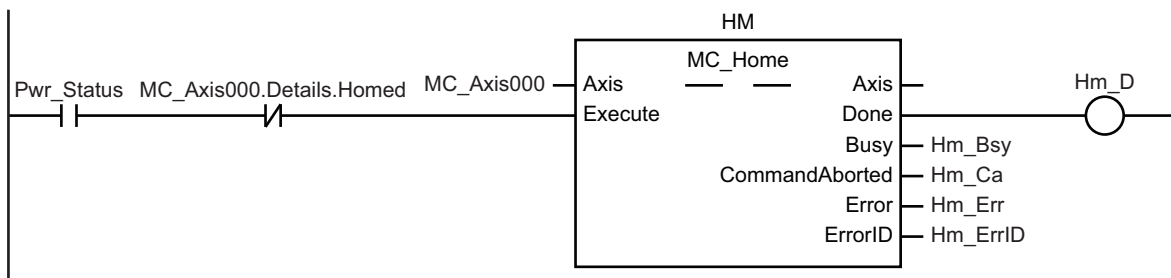 HM
MC_Home
Pwr_Status MC_Axis000.Details.Homed MC_Axis000 Axis Axis Hm_D
Execute Done
Busy Hm_Bsy
CommandAborted Hm_Ca
Error Hm_Err
ErrorID Hm_ErrID